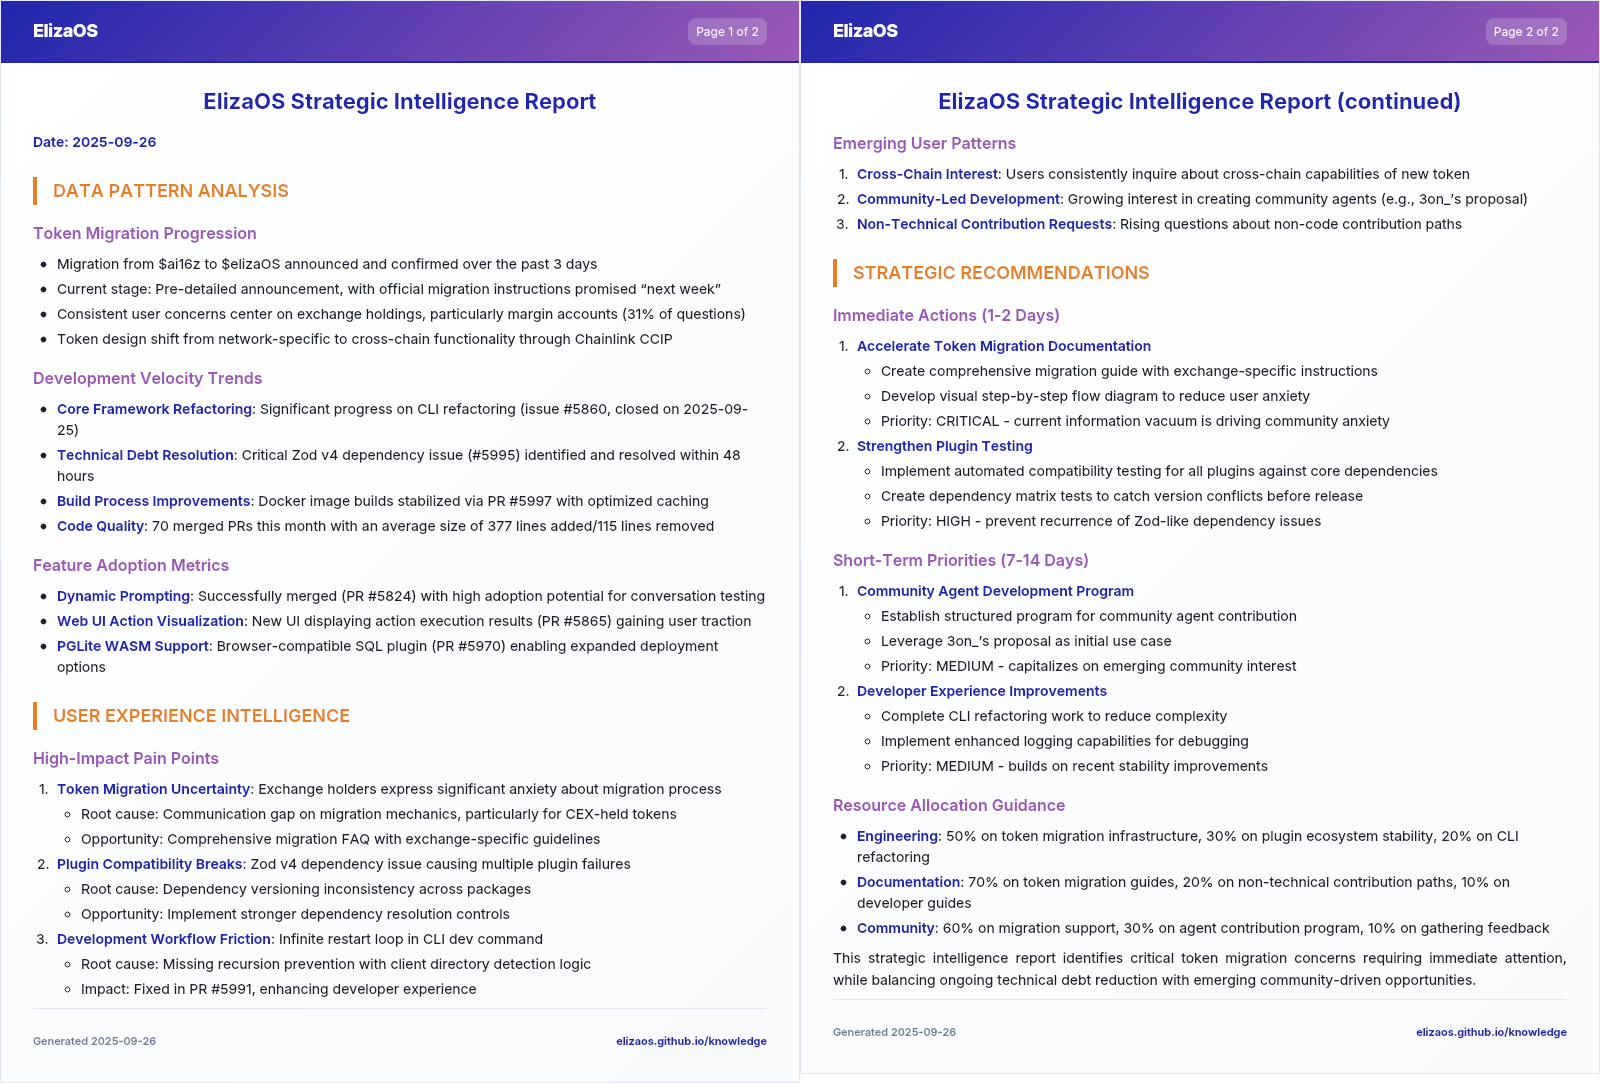 ElizaOS
Page 1 of 2
ElizaOS Strategic Intelligence Report
Date: 2025-09-26
DATA PATTERN ANALYSIS
Token Migration Progression
• Migration from $ai16z to $elizaOS announced and confirmed over the past 3 days
• Current stage: Pre-detailed announcement, with official migration instructions promised “next week”
• Consistent user concerns center on exchange holdings, particularly margin accounts (31% of questions)
• Token design shift from network-specific to cross-chain functionality through Chainlink CCIP
Development Velocity Trends
• Core Framework Refactoring: Significant progress on CLI refactoring (issue #5860, closed on 2025-09-
25)
• Technical Debt Resolution: Critical Zod v4 dependency issue (#5995) identified and resolved within 48
hours
• Build Process Improvements: Docker image builds stabilized via PR #5997 with optimized caching
• Code Quality: 70 merged PRs this month with an average size of 377 lines added/115 lines removed
Feature Adoption Metrics
• Dynamic Prompting: Successfully merged (PR #5824) with high adoption potential for conversation testing
• Web UI Action Visualization: New UI displaying action execution results (PR #5865) gaining user traction
• PGLite WASM Support: Browser-compatible SQL plugin (PR #5970) enabling expanded deployment
options
USER EXPERIENCE INTELLIGENCE
High-Impact Pain Points
1. Token Migration Uncertainty: Exchange holders express significant anxiety about migration process
◦ Root cause: Communication gap on migration mechanics, particularly for CEX-held tokens
◦ Opportunity: Comprehensive migration FAQ with exchange-specific guidelines
2. Plugin Compatibility Breaks: Zod v4 dependency issue causing multiple plugin failures
◦ Root cause: Dependency versioning inconsistency across packages
◦ Opportunity: Implement stronger dependency resolution controls
3. Development Workflow Friction: Infinite restart loop in CLI dev command
◦ Root cause: Missing recursion prevention with client directory detection logic
◦ Impact: Fixed in PR #5991, enhancing developer experience
Generated 2025-09-26
elizaos.github.io/knowledge
ElizaOS
Page 2 of 2
ElizaOS Strategic Intelligence Report (continued)
Emerging User Patterns
1. Cross-Chain Interest: Users consistently inquire about cross-chain capabilities of new token
2. Community-Led Development: Growing interest in creating community agents (e.g., 3on_’s proposal)
3. Non-Technical Contribution Requests: Rising questions about non-code contribution paths
STRATEGIC RECOMMENDATIONS
Immediate Actions (1-2 Days)
1. Accelerate Token Migration Documentation
◦ Create comprehensive migration guide with exchange-specific instructions
◦ Develop visual step-by-step flow diagram to reduce user anxiety
◦ Priority: CRITICAL - current information vacuum is driving community anxiety
2. Strengthen Plugin Testing
◦ Implement automated compatibility testing for all plugins against core dependencies
◦ Create dependency matrix tests to catch version conflicts before release
◦ Priority: HIGH - prevent recurrence of Zod-like dependency issues
Short-Term Priorities (7-14 Days)
1. Community Agent Development Program
◦ Establish structured program for community agent contribution
◦ Leverage 3on_’s proposal as initial use case
◦ Priority: MEDIUM - capitalizes on emerging community interest
2. Developer Experience Improvements
◦ Complete CLI refactoring work to reduce complexity
◦ Implement enhanced logging capabilities for debugging
◦ Priority: MEDIUM - builds on recent stability improvements
Resource Allocation Guidance
• Engineering: 50% on token migration infrastructure, 30% on plugin ecosystem stability, 20% on CLI
refactoring
• Documentation: 70% on token migration guides, 20% on non-technical contribution paths, 10% on
developer guides
• Community: 60% on migration support, 30% on agent contribution program, 10% on gathering feedback
This strategic intelligence report identifies critical token migration concerns requiring immediate attention,
while balancing ongoing technical debt reduction with emerging community-driven opportunities.
Generated 2025-09-26
elizaos.github.io/knowledge